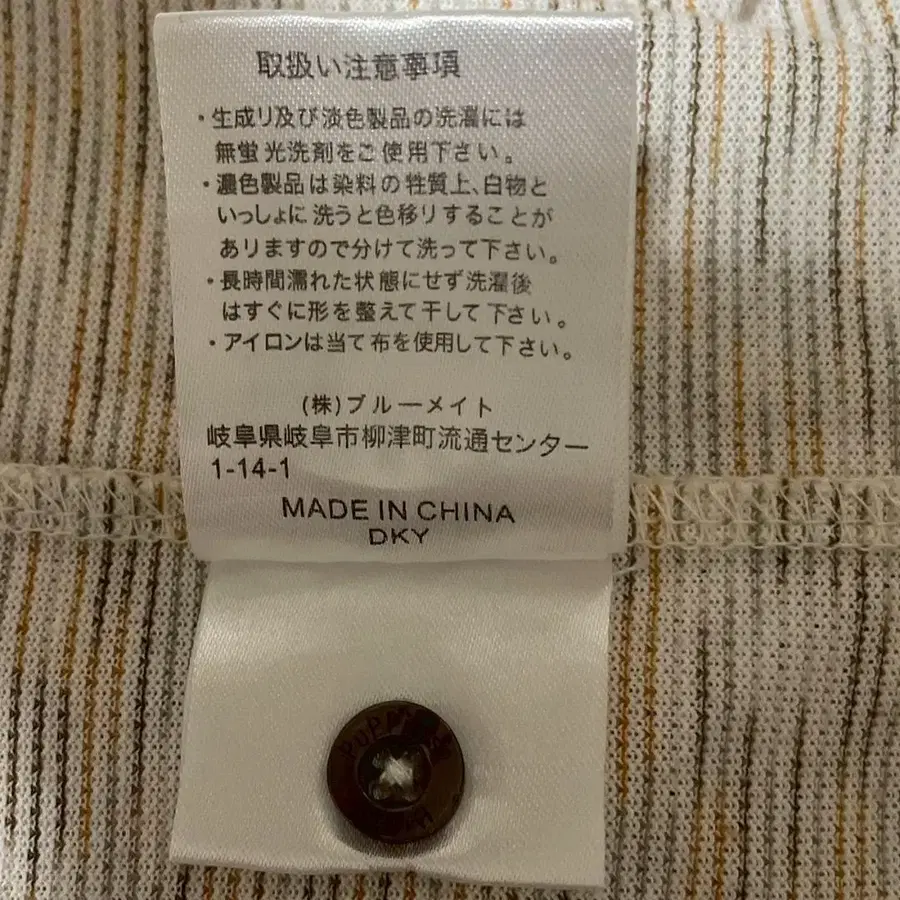 取扱い注意事項
・生成リ及び淡色製品の洗濯には
無蛍光洗剤をご使用下さい。
・濃色製品は染料の性質上、白物と
いっしょに洗うと色移りすることが
ありますので分けて洗って下さい。
・長時間濡れた状態にせず洗濯後
はすぐに形を整えて干して下さい。
・アイロンは当て布を使用して下さい。
(株)ブルーメイト
岐阜県岐阜市柳津町流通センター
1-14-1
MADE IN CHINA
DKY